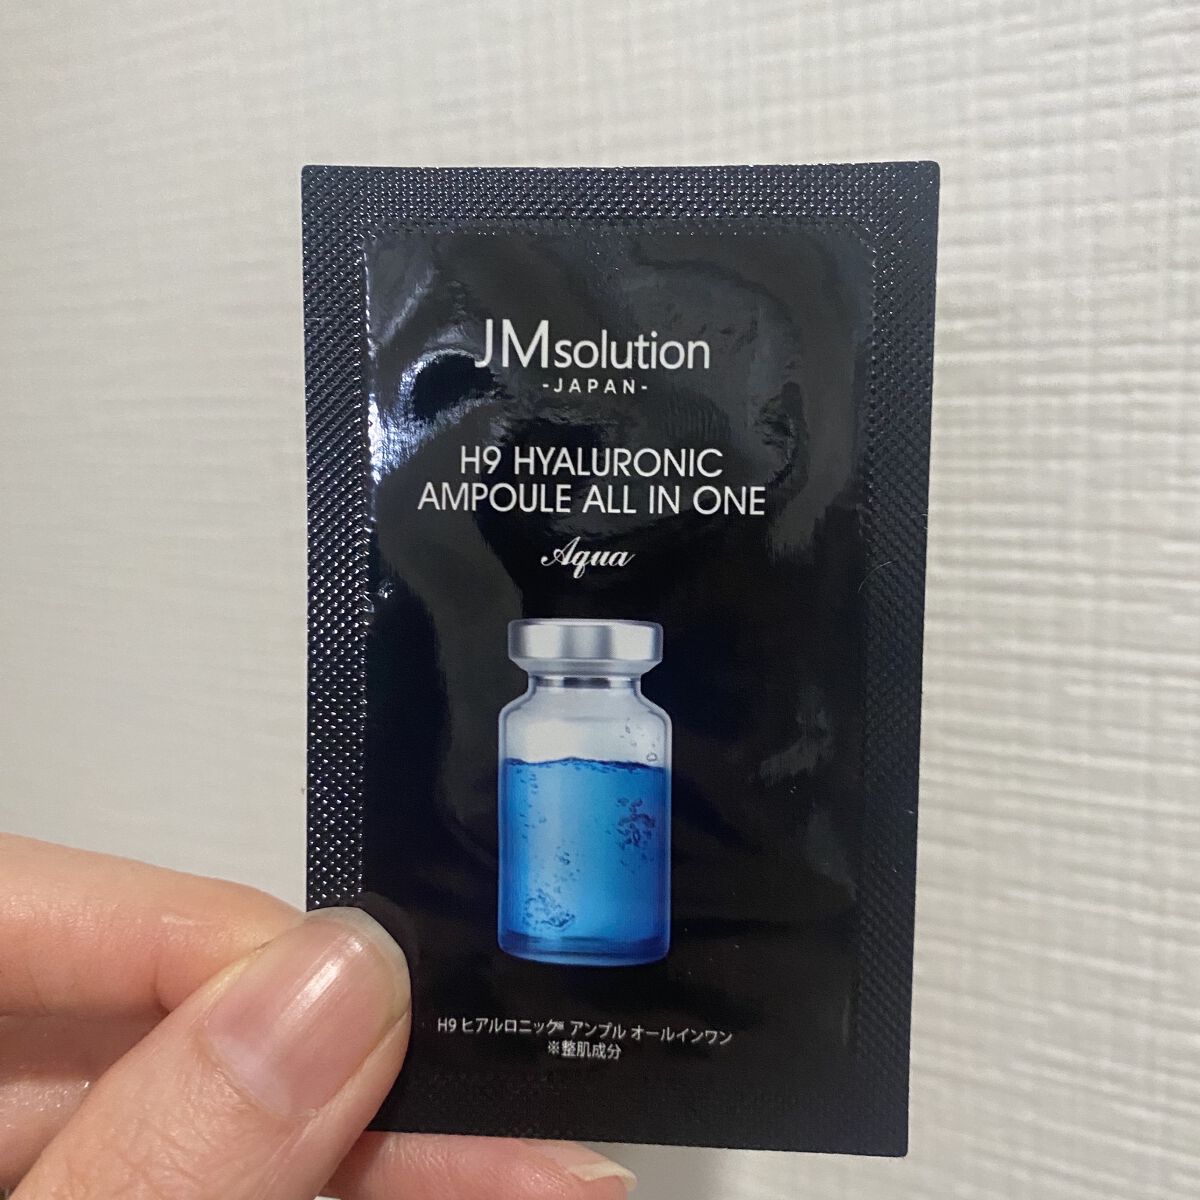 JMsolution
-JAPAN-
H9 HYALURONIC
AMPOULE ALL IN ONE
Aqua
H9 ヒアルロニック※ アンプル オールインワン
※整肌成分